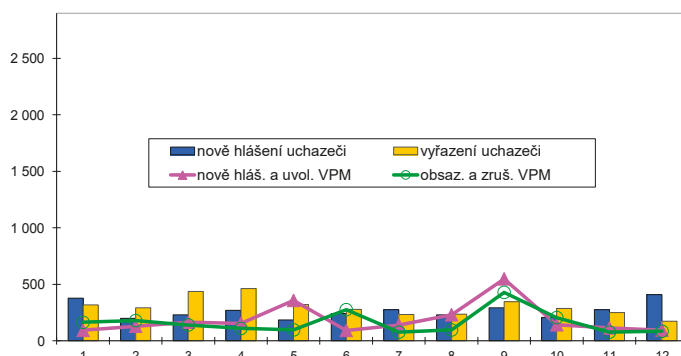 2 500
2 000
1 500
1 000
500
0
nově hlášení uchazeči vyřazení uchazeči
nově hláš. a uvol. VPM obsaz. a zruš. VPM
1 2 3 4 5 6 7 8 9 10 11 12